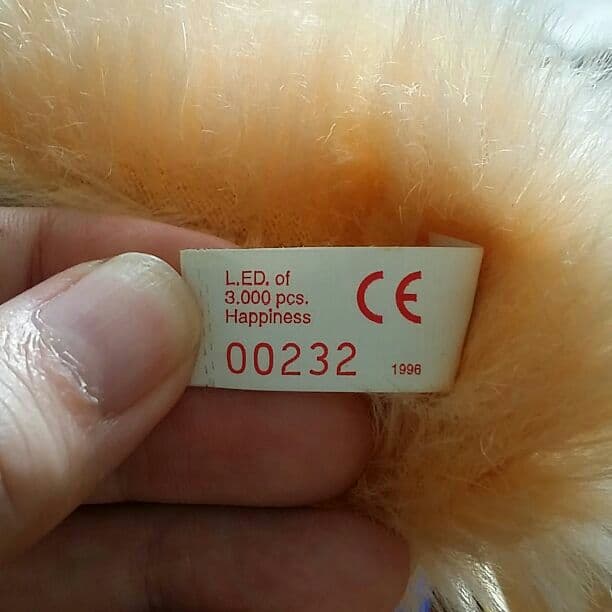 L.ED. of
3.000 pcs.
Happiness
CE
00232
1996